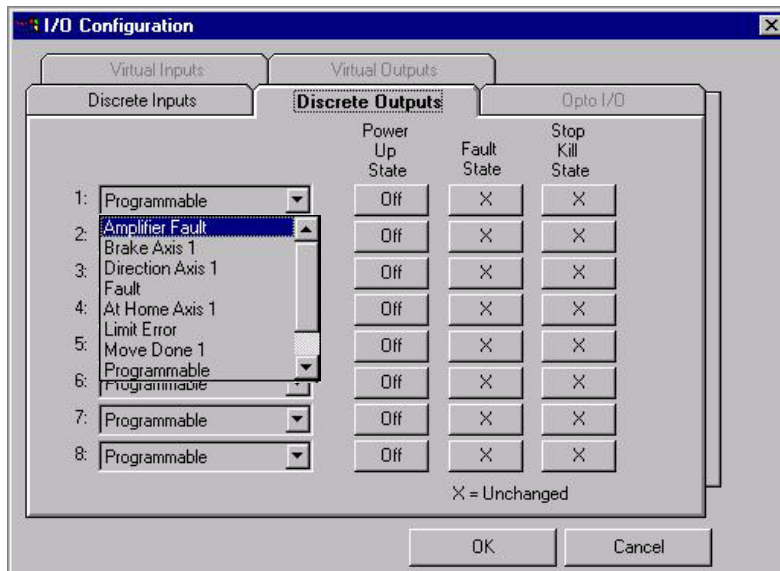 I/O Configuration
Virtual Inputs Virtual Outputs
Discrete Inputs Discrete Outputs Opto I/O
Power Up State Fault State Stop Kill State
1: Programmable Off X X
Amplifier Fault
2: Off X X
Brake Axis 1
Direction Axis 1
3: Off X X
Fault
4: At Home Axis 1 Off X X
Limit Error
5: Move Done 1 Off X X
Programmable
6: Programmable Off X X
7: Programmable Off X X
8: Programmable Off X X
X = Unchanged
OK Cancel